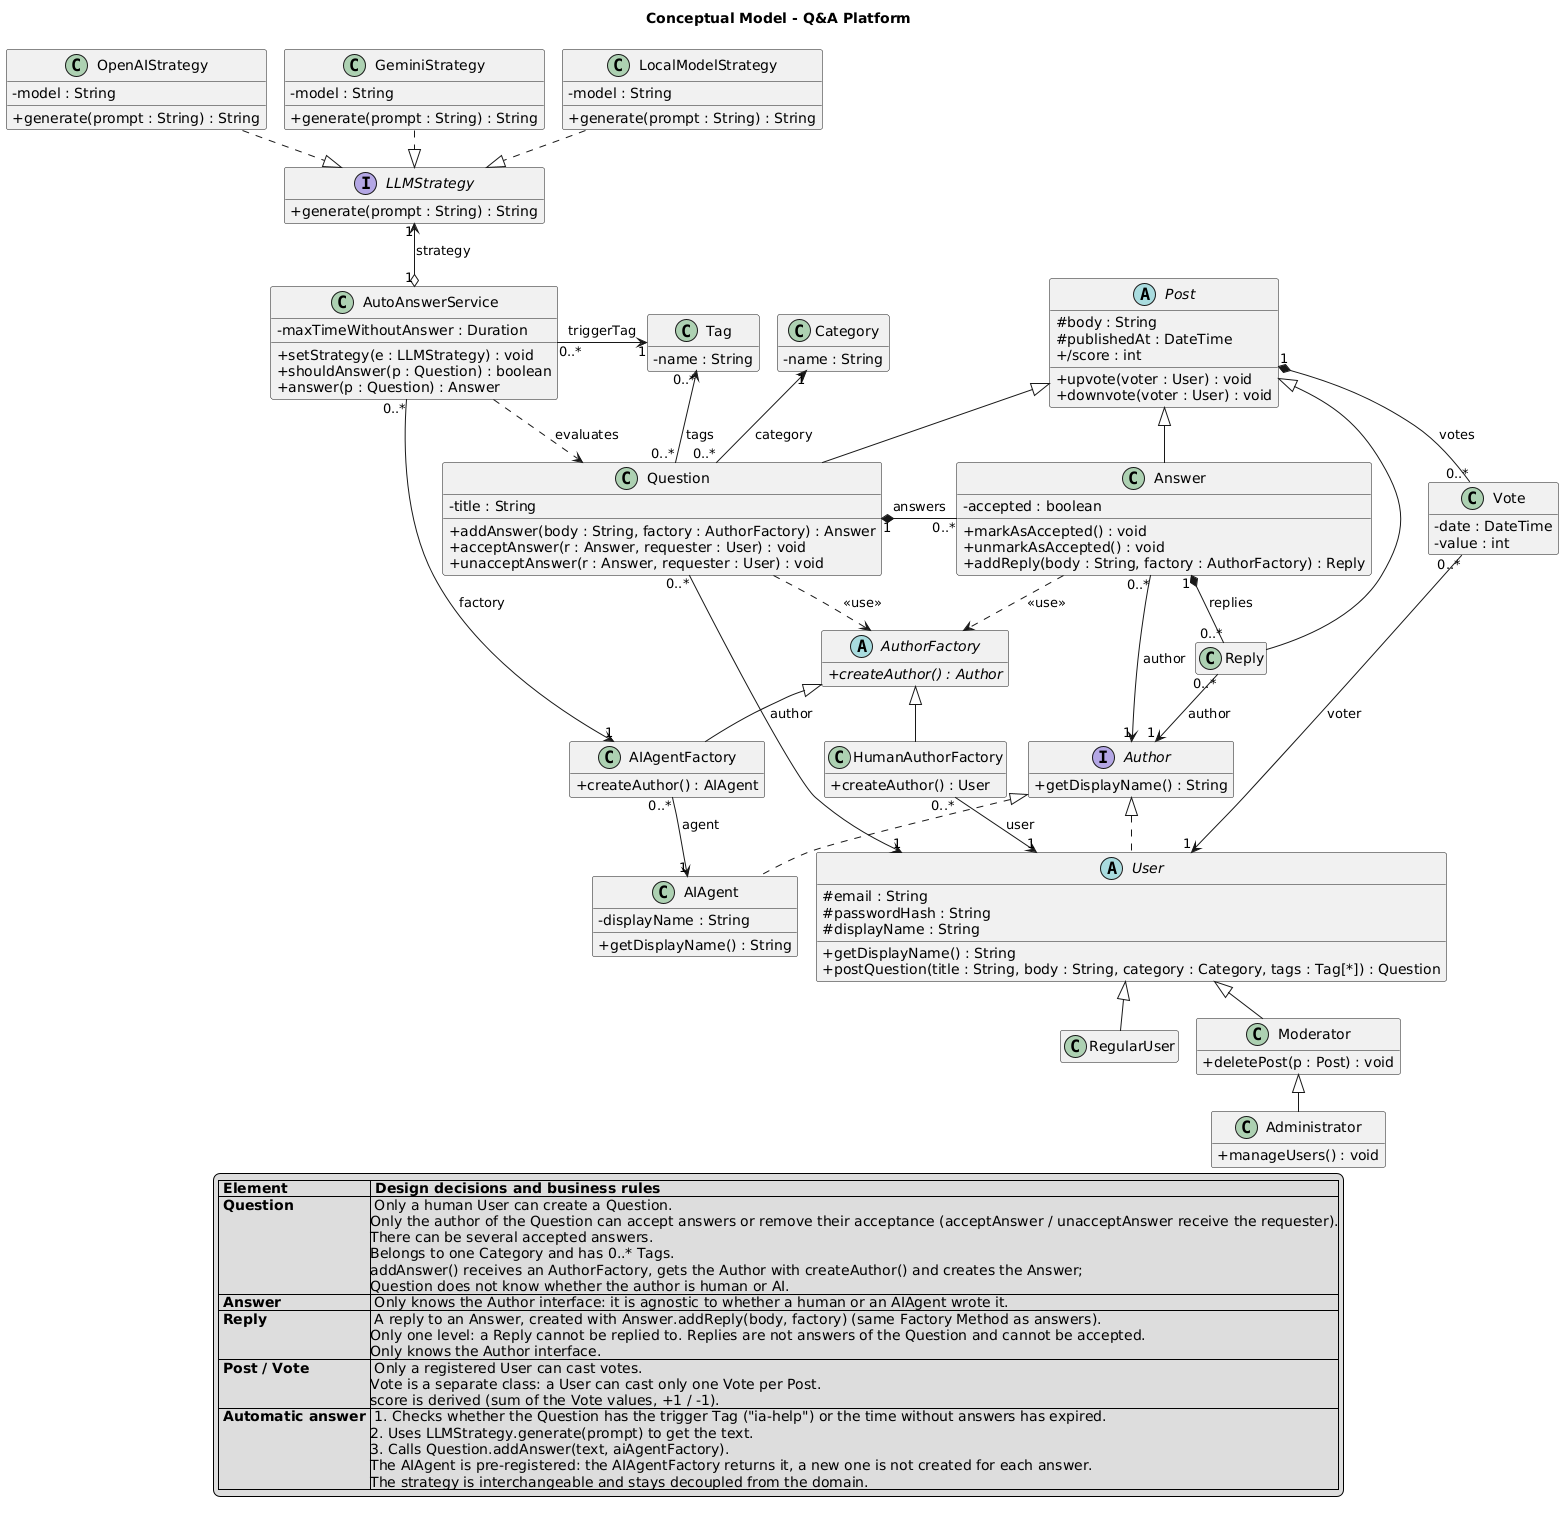 Conceptual Model - Q&A Platform
C OpenAIStrategy
-model : String
+generate(prompt : String) : String
C GeminiStrategy
-model : String
+generate(prompt : String) : String
C LocalModelStrategy
-model : String
+generate(prompt : String) : String
I LLMStrategy
+generate(prompt : String) : String
1
strategy
1
C AutoAnswerService
-maxTimeWithoutAnswer : Duration
+setStrategy(e : LLMStrategy) : void
+shouldAnswer(p : Question) : boolean
+answer(p : Question) : Answer
triggerTag
0..*
1
C Tag
-name : String
C Category
-name : String
A Post
#body : String
#publishedAt : DateTime
+/score : int
+upvote(voter : User) : void
+downvote(voter : User) : void
1
0..*
0..*
1
evaluates
tags
category
votes
0..*
0..*
0..*
C Question
-title : String
+addAnswer(body : String, factory : AuthorFactory) : Answer
+acceptAnswer(r : Answer, requester : User) : void
+unacceptAnswer(r : Answer, requester : User) : void
answers
1
0..*
C Answer
-accepted : boolean
+markAsAccepted() : void
+unmarkAsAccepted() : void
+addReply(body : String, factory : AuthorFactory) : Reply
C Vote
-date : DateTime
-value : int
0..*
0..*
0..*
1
factory
«use»
«use»
replies
0..*
A AuthorFactory
+createAuthor() : Author
author
C Reply
0..*
author
author
voter
1
1
1
C AIAgentFactory
+createAuthor() : AIAgent
C HumanAuthorFactory
+createAuthor() : User
I Author
+getDisplayName() : String
0..*
0..*
agent
user
1
1
1
1
C AIAgent
-displayName : String
+getDisplayName() : String
A User
#email : String
#passwordHash : String
#displayName : String
+getDisplayName() : String
+postQuestion(title : String, body : String, category : Category, tags : Tag[*]) : Question
C RegularUser
C Moderator
+deletePost(p : Post) : void
C Administrator
+manageUsers() : void
Element Design decisions and business rules
Question Only a human User can create a Question.
Only the author of the Question can accept answers or remove their acceptance (acceptAnswer / unacceptAnswer receive the requester).
There can be several accepted answers.
Belongs to one Category and has 0..* Tags.
addAnswer() receives an AuthorFactory, gets the Author with createAuthor() and creates the Answer;
Question does not know whether the author is human or AI.
Answer Only knows the Author interface: it is agnostic to whether a human or an AIAgent wrote it.
Reply A reply to an Answer, created with Answer.addReply(body, factory) (same Factory Method as answers).
Only one level: a Reply cannot be replied to. Replies are not answers of the Question and cannot be accepted.
Only knows the Author interface.
Post / Vote Only a registered User can cast votes.
Vote is a separate class: a User can cast only one Vote per Post.
score is derived (sum of the Vote values, +1 / -1).
Automatic answer 1. Checks whether the Question has the trigger Tag ("ia-help") or the time without answers has expired.
2. Uses LLMStrategy.generate(prompt) to get the text.
3. Calls Question.addAnswer(text, aiAgentFactory).
The AIAgent is pre-registered: the AIAgentFactory returns it, a new one is not created for each answer.
The strategy is interchangeable and stays decoupled from the domain.